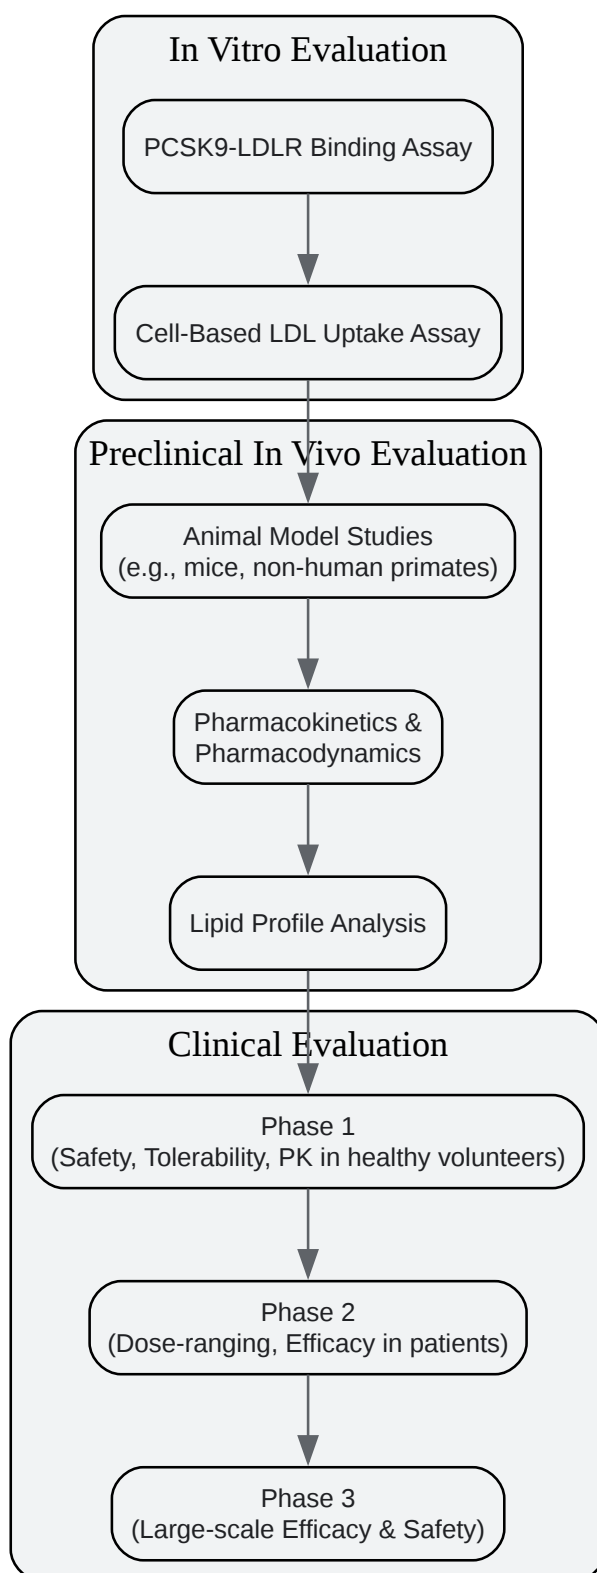 In Vitro Evaluation
PCSK9-LDLR Binding Assay
Cell-Based LDL Uptake Assay
Preclinical In Vivo Evaluation
Animal Model Studies
(e.g., mice, non-human primates)
Pharmacokinetics &
Pharmacodynamics
Lipid Profile Analysis
Clinical Evaluation
Phase 1
(Safety, Tolerability, PK in healthy volunteers)
Phase 2
(Dose-ranging, Efficacy in patients)
Phase 3
(Large-scale Efficacy & Safety)